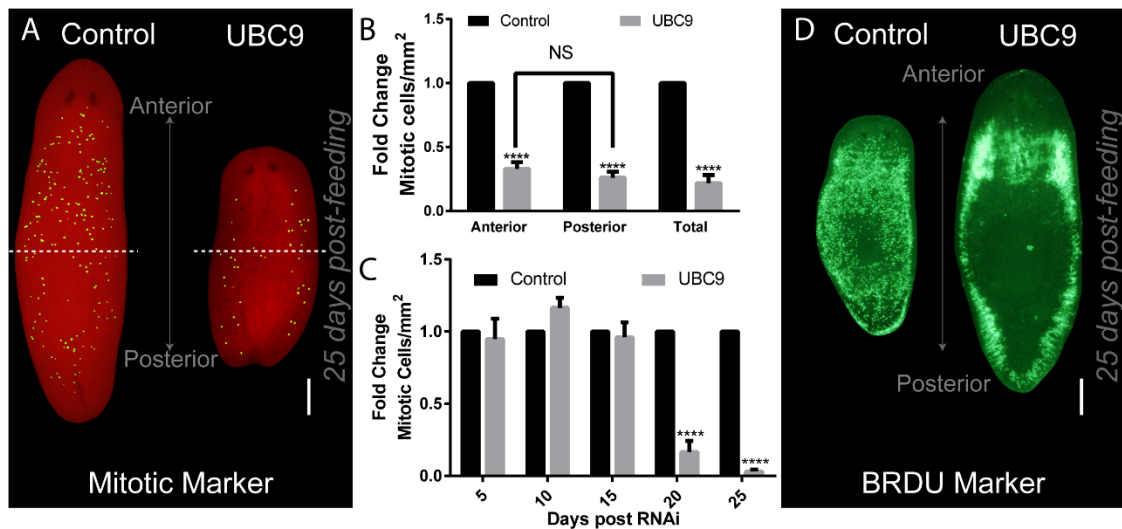 A
Control
UBC9
Anterior
Posterior
25 days post-feeding
Mitotic Marker
B
Control
UBC9
Fold Change
Mitotic cells/mm²
1.5
1.0
0.5
0.0
NS
****
****
****
Anterior
Posterior
Total
C
Control
UBC9
Fold Change
Mitotic Cells/mm²
1.5
1.0
0.5
0.0
****
****
5
10
15
20
25
Days post RNAi
D
Control
UBC9
Anterior
Posterior
25 days post-feeding
BRDU Marker